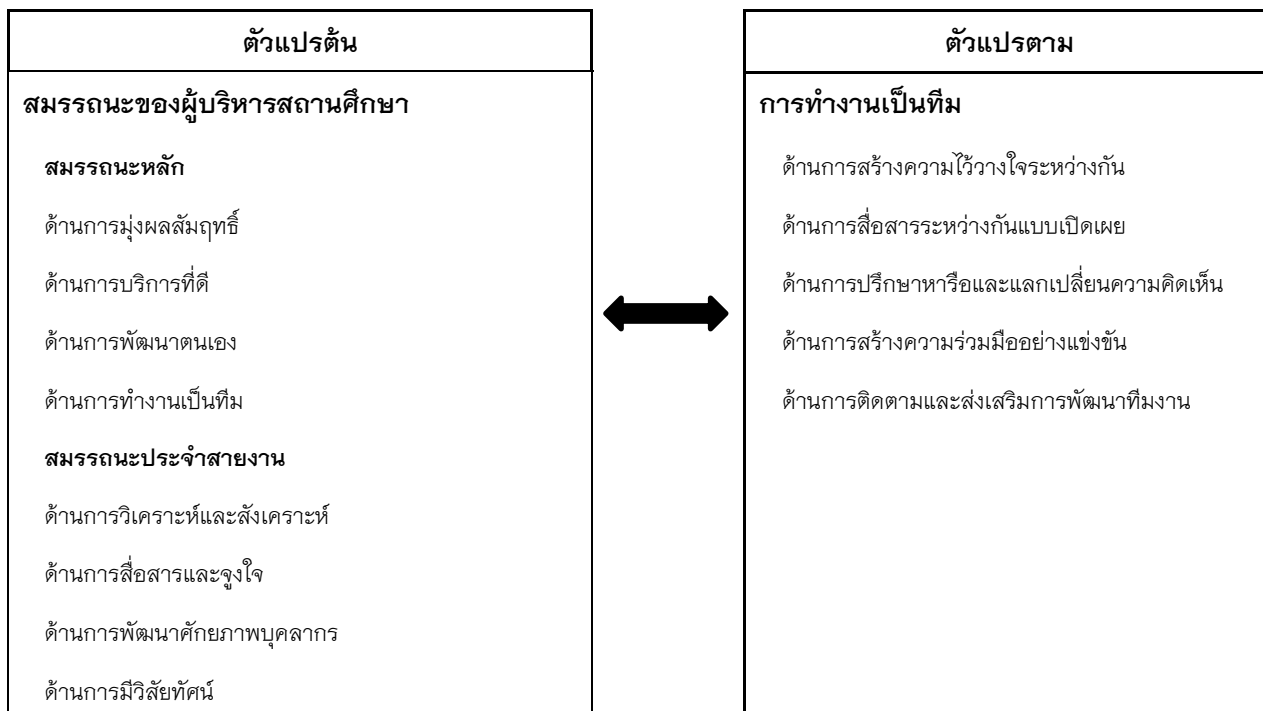 ตัวแปรต้น
สมรรถนะของผู้บริหารสถานศึกษา
สมรรถนะหลัก
ด้านการมุ่งผลสัมฤทธิ์
ด้านการบริการที่ดี
ด้านการพัฒนาตนเอง
ด้านการทำงานเป็นทีม
สมรรถนะประจำสายงาน
ด้านการวิเคราะห์และสังเคราะห์
ด้านการสื่อสารและจูงใจ
ด้านการพัฒนาศักยภาพบุคลากร
ด้านการมีวิสัยทัศน์
ตัวแปรตาม
การทำงานเป็นทีม
ด้านการสร้างความไว้วางใจระหว่างกัน
ด้านการสื่อสารระหว่างกันแบบเปิดเผย
ด้านการปรึกษาหารือและแลกเปลี่ยนความคิดเห็น
ด้านการสร้างความร่วมมืออย่างแข่งขัน
ด้านการติดตามและส่งเสริมการพัฒนาทีมงาน